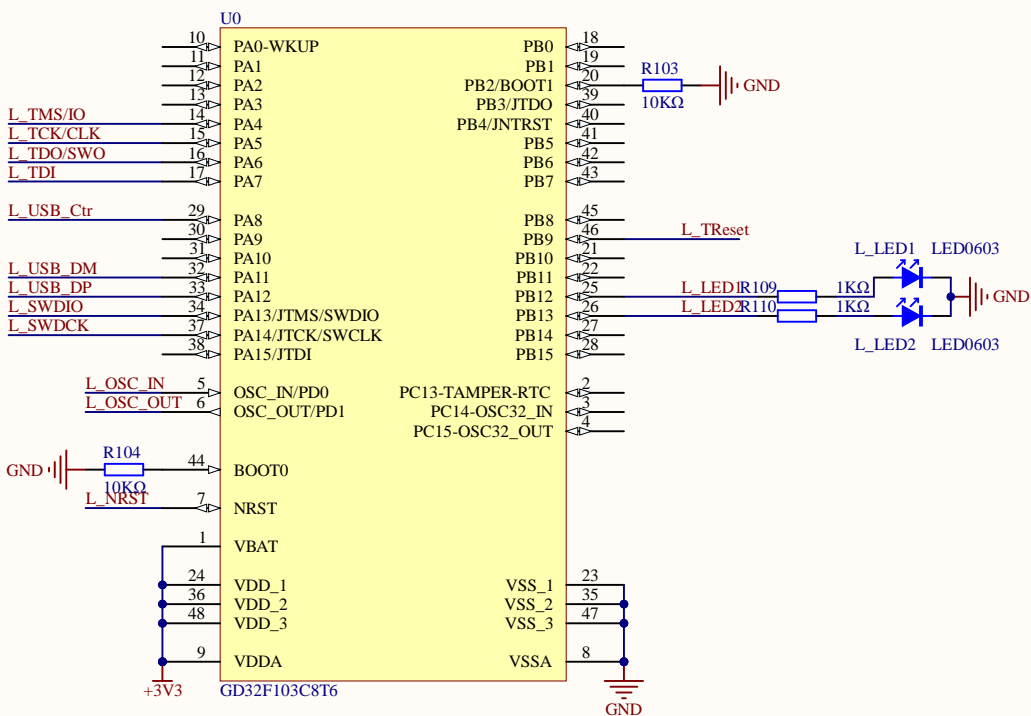 U0
10 PA0-WKUP PB0 18
11 PA1 PB1 19
12 PA2 PB2/BOOT1 20 R103 10KΩ GND
13 PA3 PB3/JTDO 39
L_TMS/IO 14 PA4 PB4/JNTRST 40
L_TCK/CLK 15 PA5 PB5 41
L_TDO/SWO 16 PA6 PB6 42
L_TDI 17 PA7 PB7 43
L_USB_Ctr 29 PA8 PB8 45
30 PA9 PB9 46 L_TReset
31 PA10 PB10 21 L_LED1 LED0603
L_USB_DM 32 PA11 PB11 22
L_USB_DP 33 PA12 PB12 25 L_LED1 R109 1KΩ GND
L_SWDIO 34 PA13/JTMS/SWDIO PB13 26 L_LED2 R110 1KΩ
L_SWDCK 37 PA14/JTCK/SWCLK PB14 27 L_LED2 LED0603
38 PA15/JTDI PB15 28
L_OSC_IN 5 OSC_IN/PD0 PC13-TAMPER-RTC 2
L_OSC_OUT 6 OSC_OUT/PD1 PC14-OSC32_IN 3
PC15-OSC32_OUT 4
R104
GND 44 BOOT0
10KΩ
L_NRST 7 NRST
1 VBAT
24 VDD_1 VSS_1 23
36 VDD_2 VSS_2 35
48 VDD_3 VSS_3 47
9 VDDA VSSA 8
+3V3 GD32F103C8T6 GND